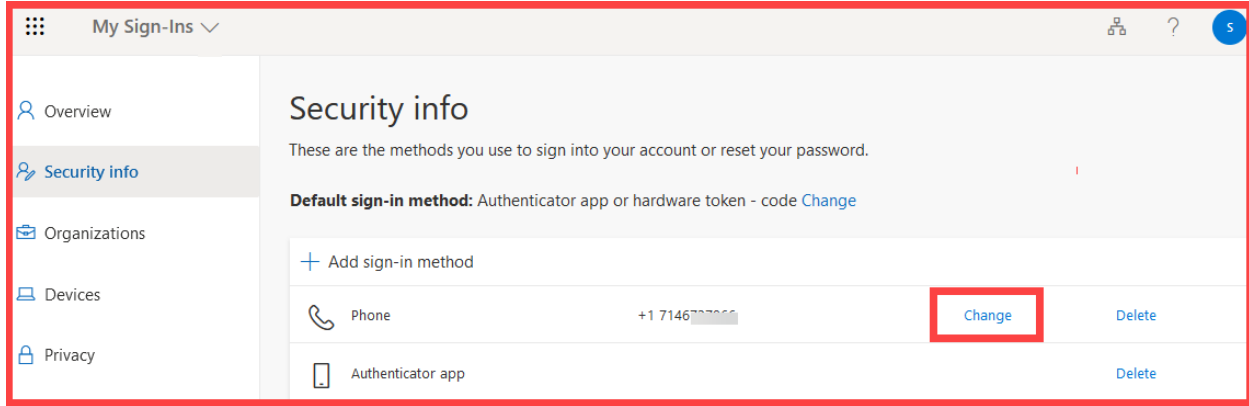 My Sign-Ins
? S
Overview
Security info
Organizations
Devices
Privacy
Security info
These are the methods you use to sign into your account or reset your password.
Default sign-in method: Authenticator app or hardware token - code Change
Add sign-in method
Phone +1 7146 Change Delete
Authenticator app Delete